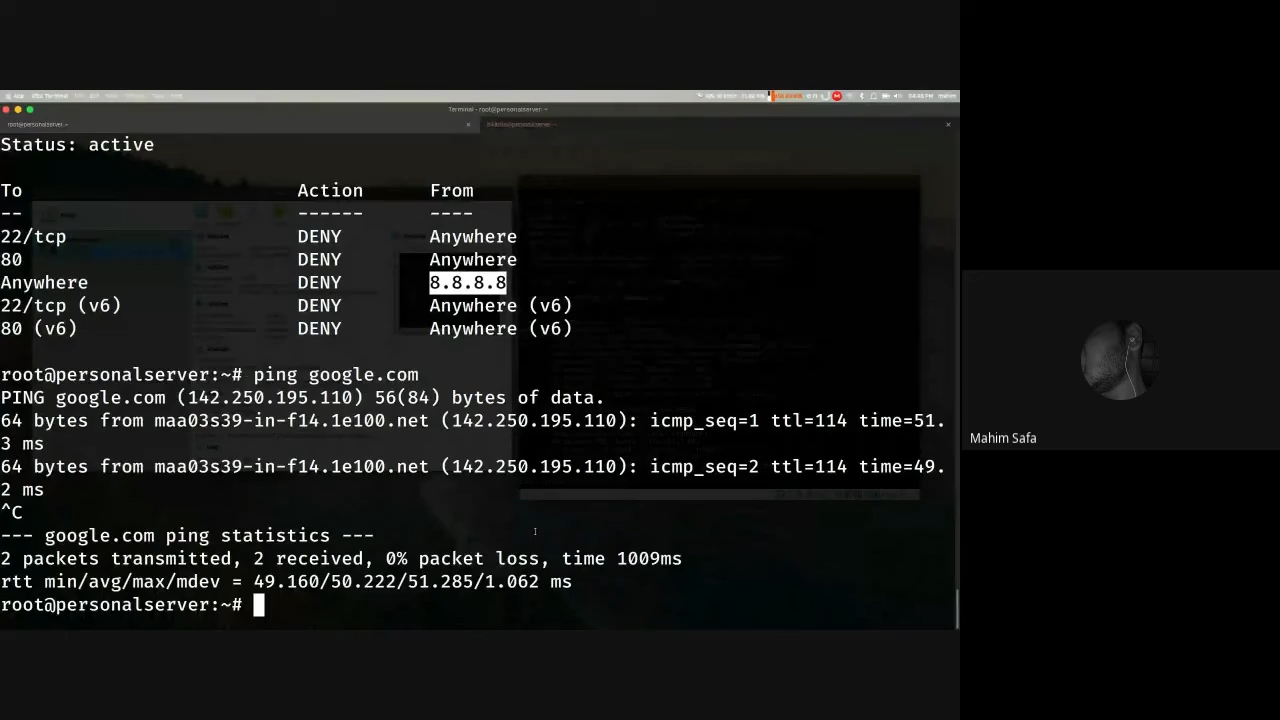 Terminal - root@personalserver: ~
root@personalserver: ~
Status: active
To Action From
-- ------ ----
22/tcp DENY Anywhere
80 DENY Anywhere
Anywhere DENY 8.8.8.8
22/tcp (v6) DENY Anywhere (v6)
80 (v6) DENY Anywhere (v6)
root@personalserver:~# ping google.com
PING google.com (142.250.195.110) 56(84) bytes of data.
64 bytes from maa03s39-in-f14.1e100.net (142.250.195.110): icmp_seq=1 ttl=114 time=51.
3 ms
64 bytes from maa03s39-in-f14.1e100.net (142.250.195.110): icmp_seq=2 ttl=114 time=49.
2 ms
^C
--- google.com ping statistics ---
2 packets transmitted, 2 received, 0% packet loss, time 1009ms
rtt min/avg/max/mdev = 49.160/50.222/51.285/1.062 ms
root@personalserver:~#
Mahim Safa